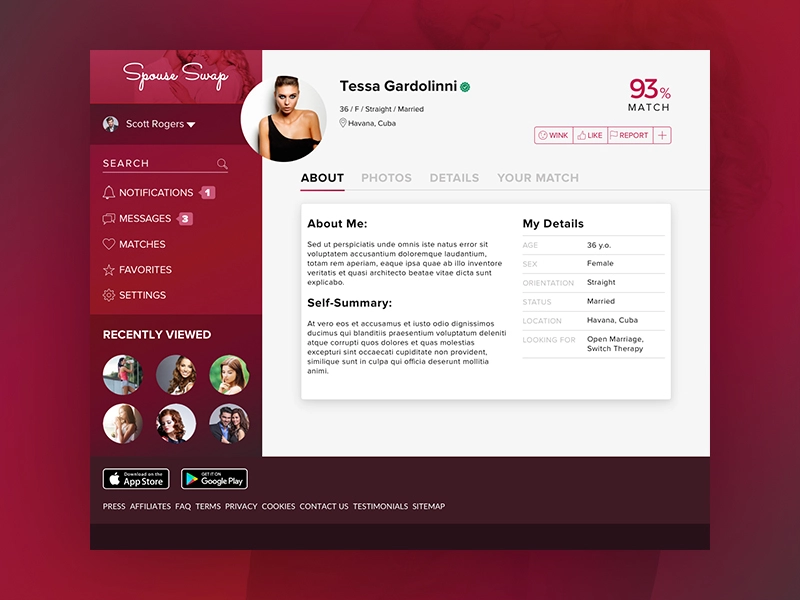 Spouse Swap
Scott Rogers
SEARCH
NOTIFICATIONS 1
MESSAGES 3
MATCHES
FAVORITES
SETTINGS
RECENTLY VIEWED
Tessa Gardolinni
36 / F / Straight / Married
Havana, Cuba
93%
MATCH
WINK LIKE REPORT +
ABOUT PHOTOS DETAILS YOUR MATCH
About Me:
Sed ut perspiciatis unde omnis iste natus error sit
voluptatem accusantium doloremque laudantium,
totam rem aperiam, eaque ipsa quae ab illo inventore
veritatis et quasi architecto beatae vitae dicta sunt
explicabo.
Self-Summary:
At vero eos et accusamus et iusto odio dignissimos
ducimus qui blanditiis praesentium voluptatum deleniti
atque corrupti quos dolores et quas molestias
excepturi sint occaecati cupiditate non provident,
similique sunt in culpa qui officia deserunt mollitia
animi.
My Details
AGE 36 y.o.
SEX Female
ORIENTATION Straight
STATUS Married
LOCATION Havana, Cuba
LOOKING FOR Open Marriage,
Switch Therapy
Download on the
App Store
GET IT ON
Google Play
PRESS AFFILIATES FAQ TERMS PRIVACY COOKIES CONTACT US TESTIMONIALS SITEMAP